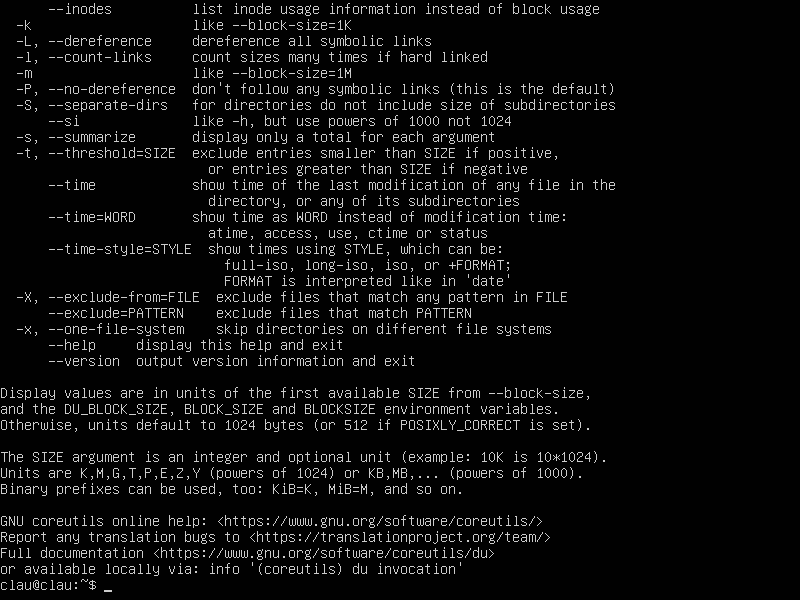 --inodes          list inode usage information instead of block usage
  -k                    like --block-size=1K
  -L, --dereference     dereference all symbolic links
  -l, --count-links     count sizes many times if hard linked
  -m                    like --block-size=1M
  -P, --no-dereference  don't follow any symbolic links (this is the default)
  -S, --separate-dirs   for directories do not include size of subdirectories
      --si              like -h, but use powers of 1000 not 1024
  -s, --summarize       display only a total for each argument
  -t, --threshold=SIZE  exclude entries smaller than SIZE if positive,
                          or entries greater than SIZE if negative
      --time            show time of the last modification of any file in the
                          directory, or any of its subdirectories
      --time=WORD       show time as WORD instead of modification time:
                          atime, access, use, ctime or status
      --time-style=STYLE  show times using STYLE, which can be:
                            full-iso, long-iso, iso, or +FORMAT;
                            FORMAT is interpreted like in 'date'
  -X, --exclude-from=FILE  exclude files that match any pattern in FILE
      --exclude=PATTERN    exclude files that match PATTERN
  -x, --one-file-system    skip directories on different file systems
      --help     display this help and exit
      --version  output version information and exit

Display values are in units of the first available SIZE from --block-size,
and the DU_BLOCK_SIZE, BLOCK_SIZE and BLOCKSIZE environment variables.
Otherwise, units default to 1024 bytes (or 512 if POSIXLY_CORRECT is set).

The SIZE argument is an integer and optional unit (example: 10K is 10*1024).
Units are K,M,G,T,P,E,Z,Y (powers of 1024) or KB,MB,... (powers of 1000).
Binary prefixes can be used, too: KiB=K, MiB=M, and so on.

GNU coreutils online help: <https://www.gnu.org/software/coreutils/>
Report any translation bugs to <https://translationproject.org/team/>
Full documentation <https://www.gnu.org/software/coreutils/du>
or available locally via: info '(coreutils) du invocation'
clau@clau:~$ _